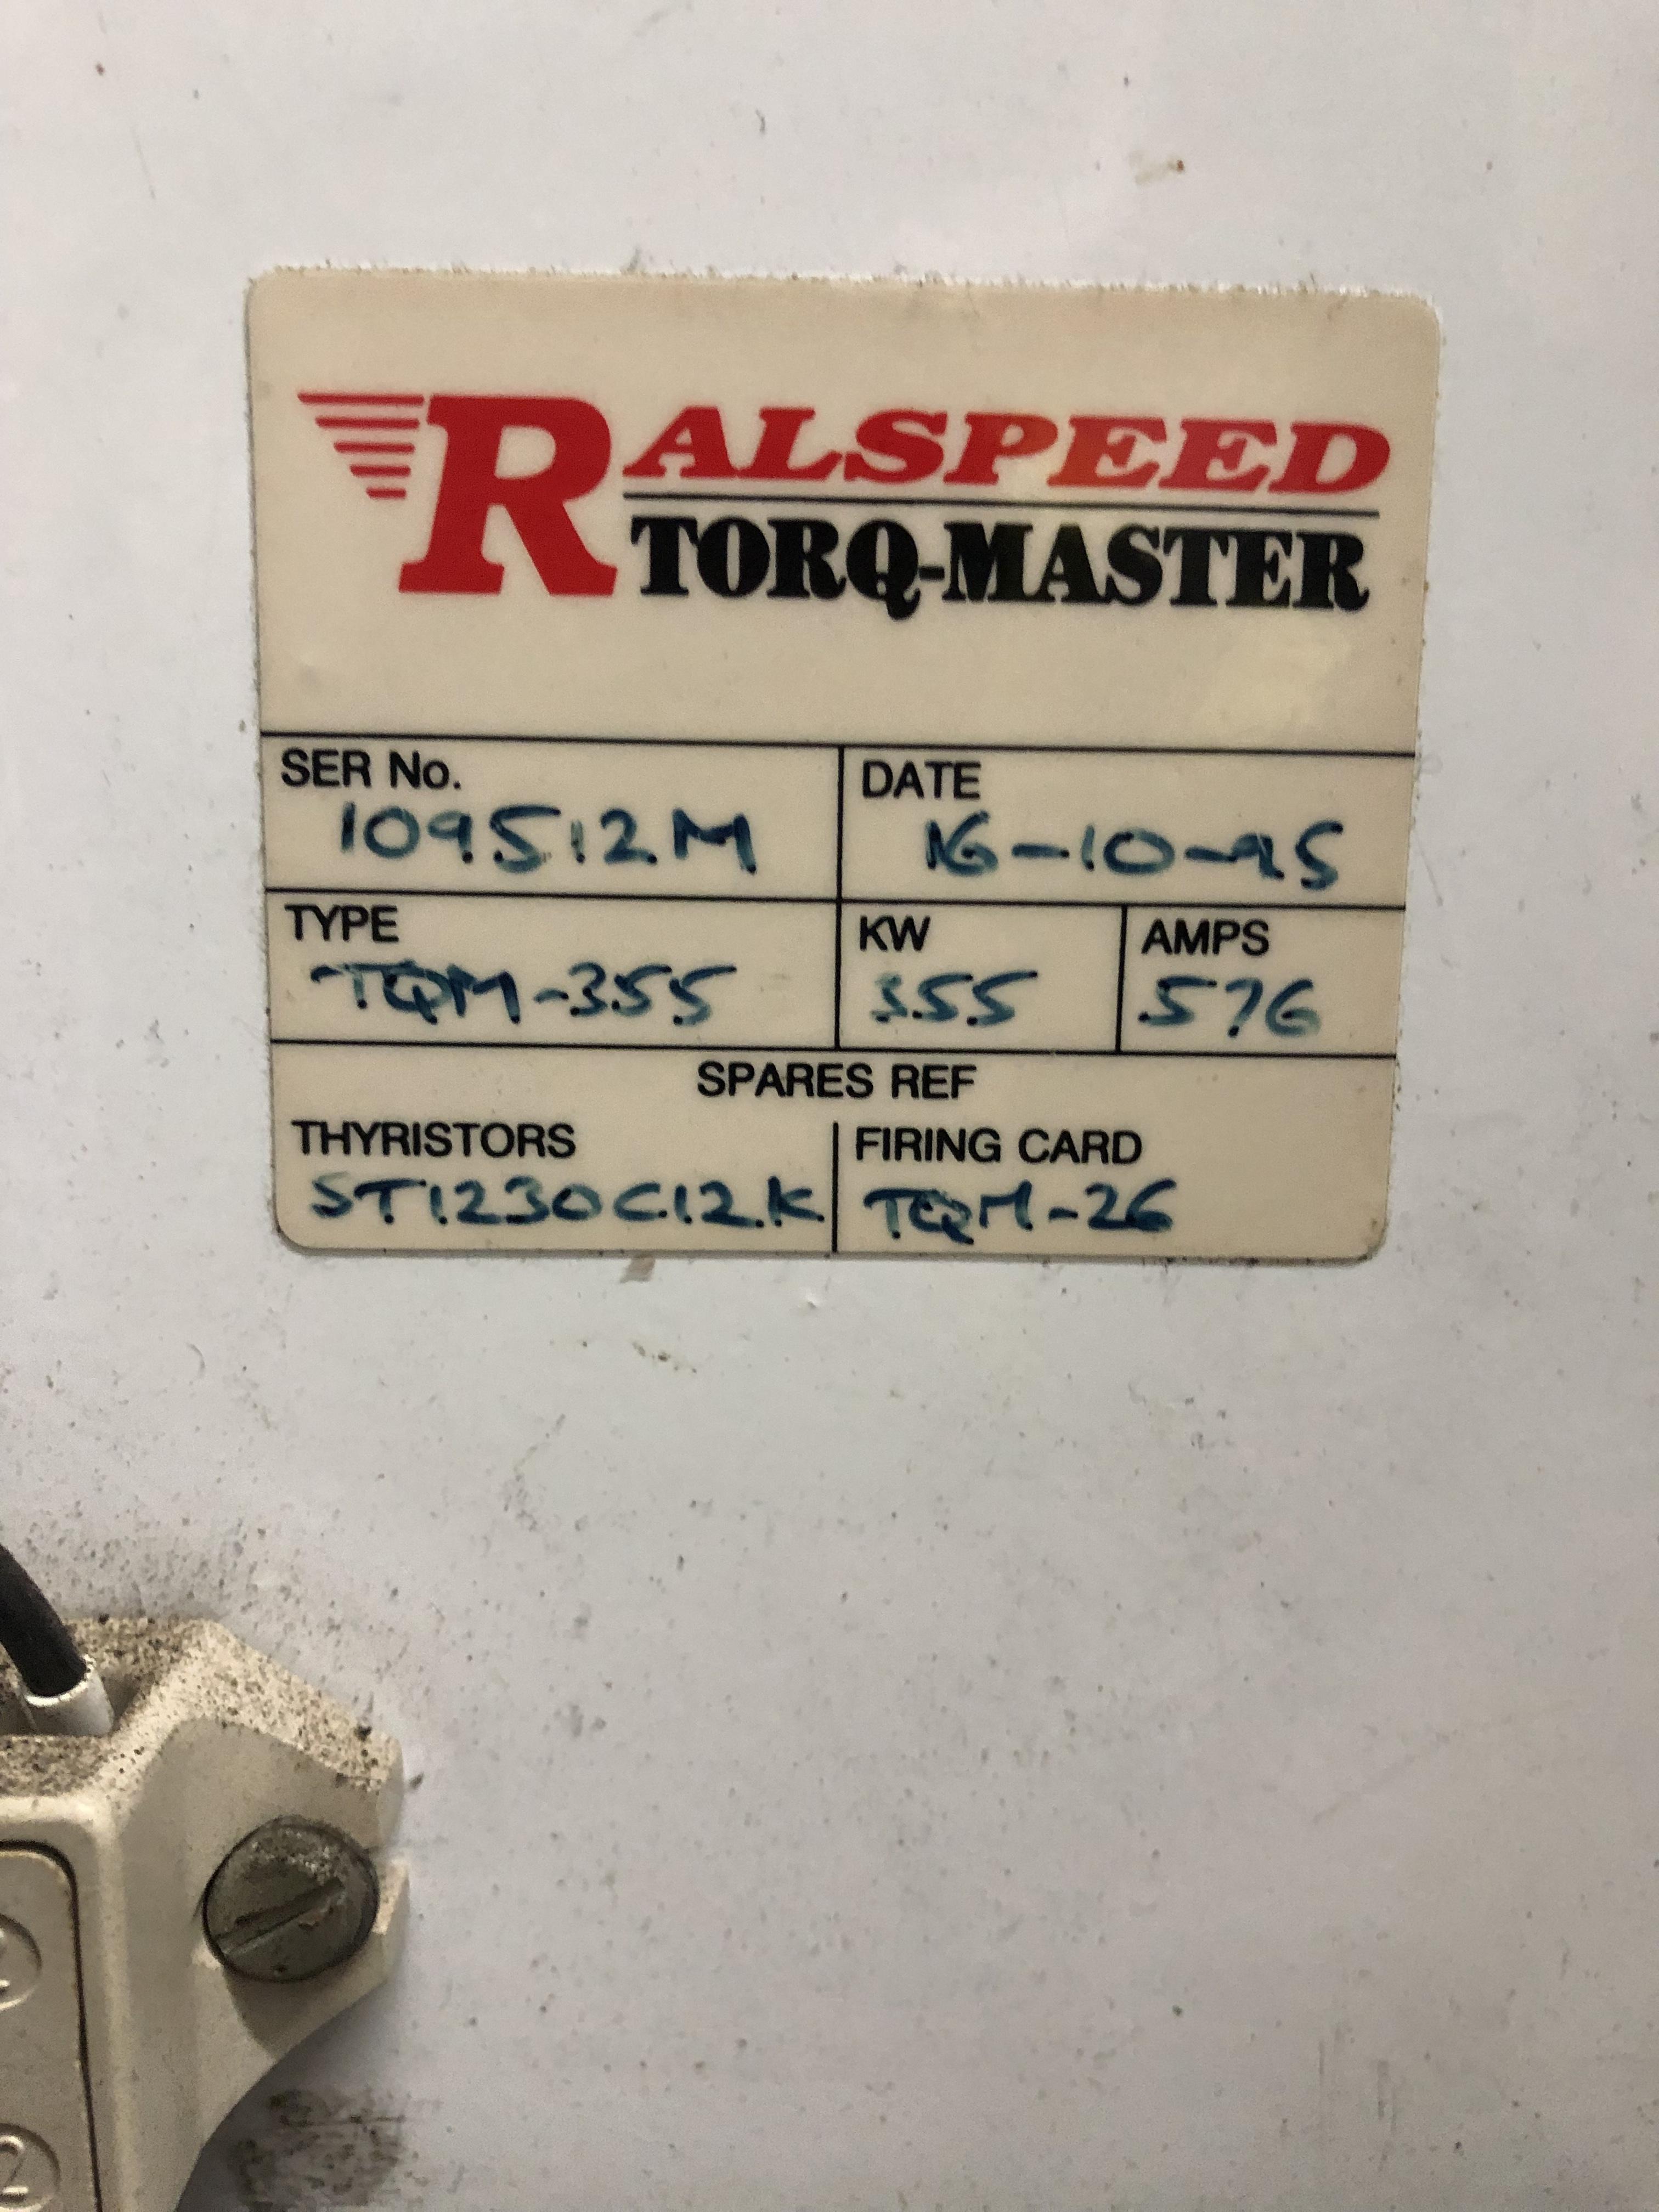 RALSPEED
TORQ-MASTER
SER No. DATE
109512M 16-10-95
TYPE KW AMPS
TQM-355 355 576
SPARES REF
THYRISTORS FIRING CARD
ST1230C12K TQM-26
2